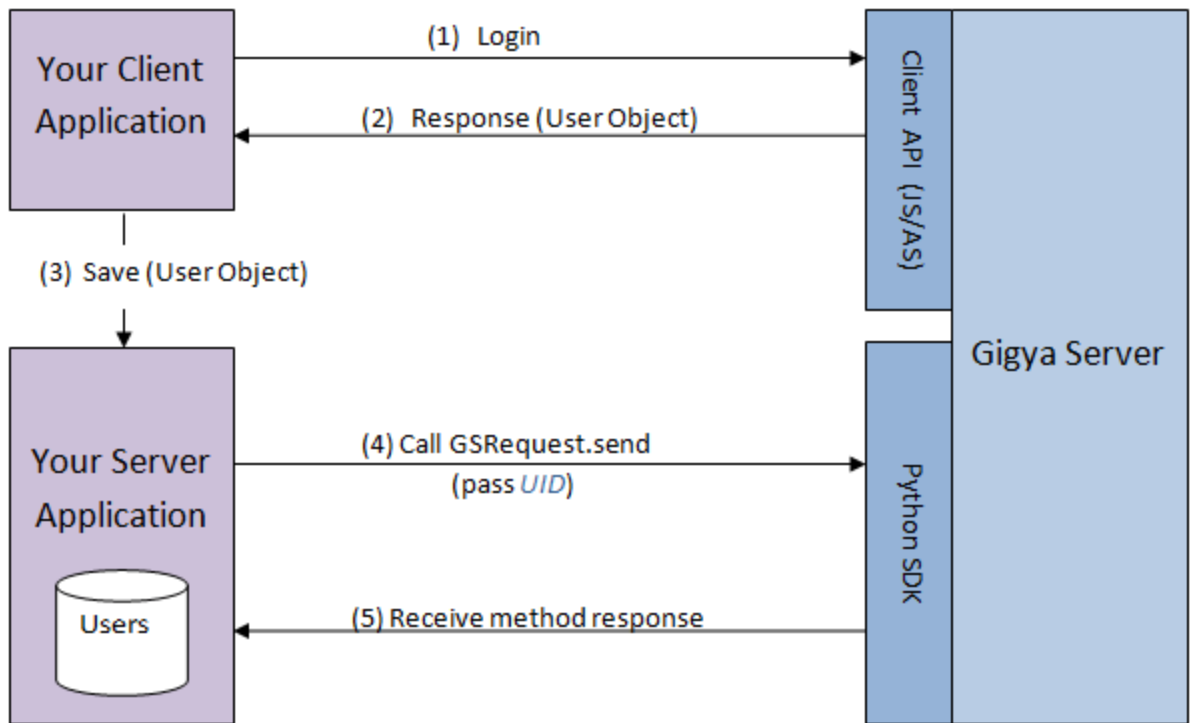 (1) Login
Your Client
Application
(2) Response (User Object)
Client API (JS/AS)
(3) Save (User Object)
Gigya Server
Your Server
Application
(4) Call GSRequest.send
(pass UID)
Python SDK
Users
(5) Receive method response